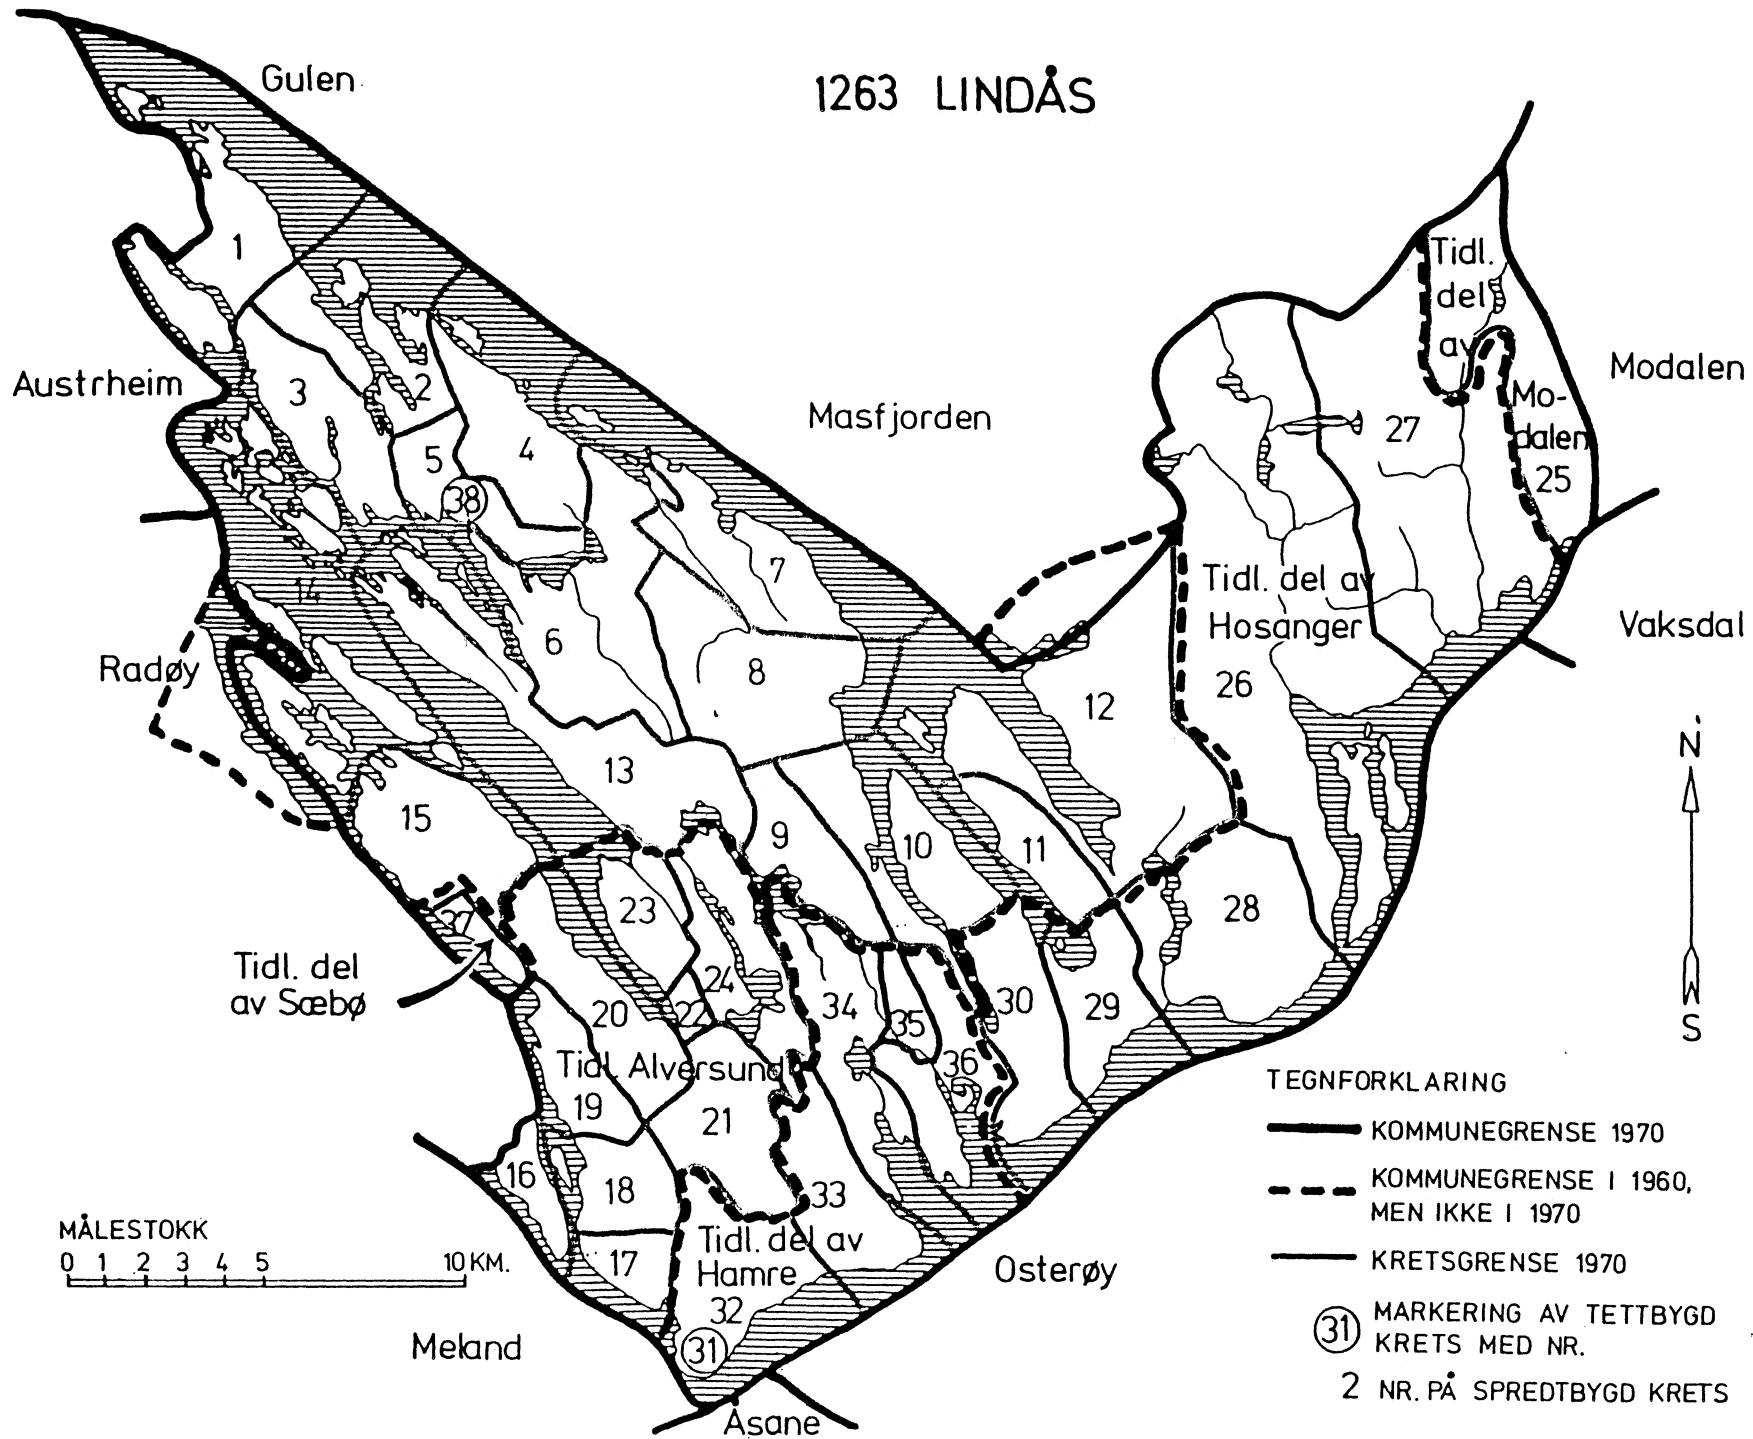 1263 LINDÅS
Gulen
Austrheim
Masfjorden
Modalen
Vaksdal
Radøy
Tidl.
del
av
Mo-
dalen
25
1
2
3
4
5
38
6
7
8
9
10
11
12
13
14
15
27
Tidl. del av
Hosanger
26
28
37
Tidl. del
av Sæbø
23
24
22
20
Tidl. Alversund
19
21
16
18
17
34
35
36
30
29
33
Tidl. del av
Hamre
32
31
Osterøy
Meland
Åsane
N
S
MÅLESTOKK
0 1 2 3 4 5 10 KM.
TEGNFORKLARING
KOMMUNEGRENSE 1970
KOMMUNEGRENSE I 1960,
MEN IKKE I 1970
KRETSGRENSE 1970
31 MARKERING AV TETTBYGD
KRETS MED NR.
2 NR. PÅ SPREDTBYGD KRETS